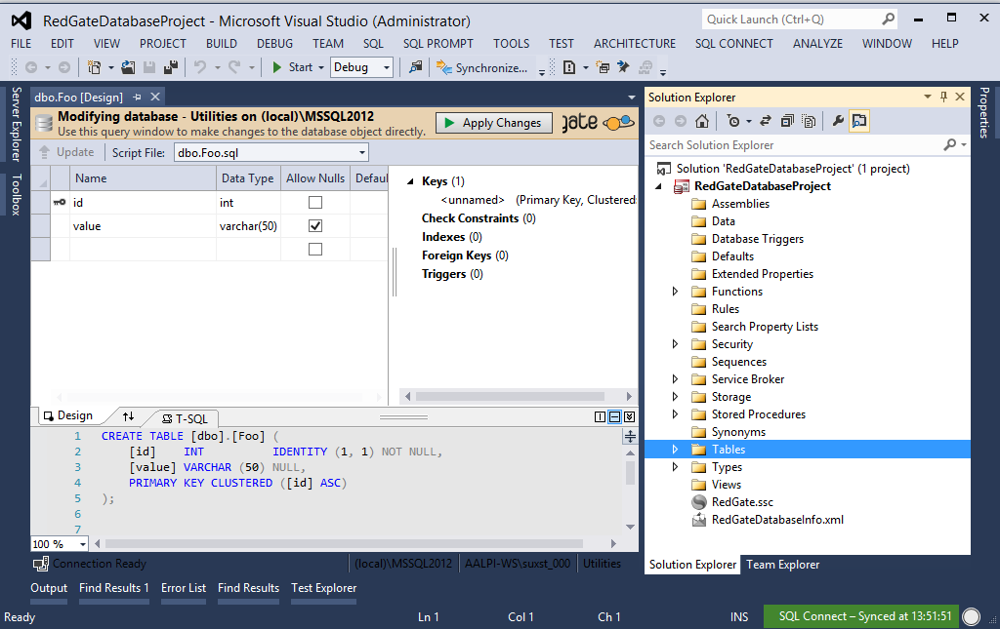 RedGateDatabaseProject - Microsoft Visual Studio (Administrator)
Quick Launch (Ctrl+Q)
FILE EDIT VIEW PROJECT BUILD DEBUG TEAM SQL SQL PROMPT TOOLS TEST ARCHITECTURE SQL CONNECT ANALYZE WINDOW HELP
Start Debug Synchronize...
Server Explorer
Toolbox
dbo.Foo [Design]
Modifying database - Utilities on (local)\MSSQL2012
Use this query window to make changes to the database object directly.
Apply Changes
gate
Update Script File: dbo.Foo.sql
Name Data Type Allow Nulls Defaul
id int
value varchar(50)
Keys (1)
<unnamed> (Primary Key, Clustered
Check Constraints (0)
Indexes (0)
Foreign Keys (0)
Triggers (0)
Design T-SQL
1 CREATE TABLE [dbo].[Foo] (
2 [id] INT IDENTITY (1, 1) NOT NULL,
3 [value] VARCHAR (50) NULL,
4 PRIMARY KEY CLUSTERED ([id] ASC)
5 );
6
7
100 %
Connection Ready (local)\MSSQL2012 AALPI-WS\suxst_000 Utilities
Solution Explorer
Search Solution Explorer
Solution 'RedGateDatabaseProject' (1 project)
RedGateDatabaseProject
Assemblies
Data
Database Triggers
Defaults
Extended Properties
Functions
Rules
Search Property Lists
Security
Sequences
Service Broker
Storage
Stored Procedures
Synonyms
Tables
Types
Views
RedGate.ssc
RedGateDatabaseInfo.xml
Solution Explorer Team Explorer
Properties
Output Find Results 1 Error List Find Results Test Explorer
Ready Ln 1 Col 1 Ch 1 INS SQL Connect – Synced at 13:51:51